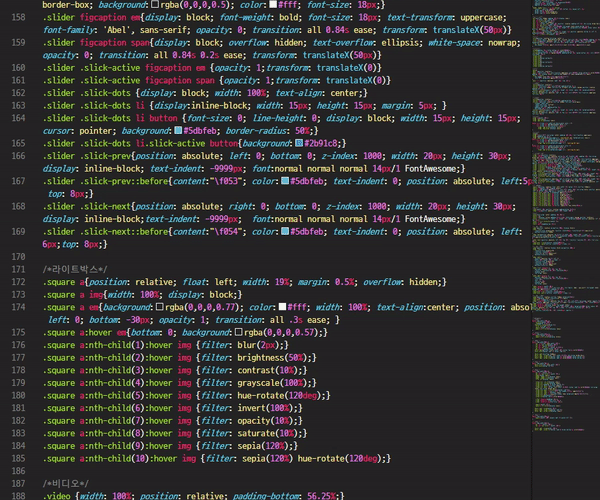 border-box; background:rgba(0,0,0,0.5); color:#fff; font-size: 18px;}
158 .slider figcaption em{display: block; font-weight: bold; font-size: 18px; text-transform: uppercase;
font-family: 'Abel', sans-serif; opacity: 0; transition: all 0.84s ease; transform: translateX(50px)}
159 .slider figcaption span{display: block; overflow: hidden; text-overflow: ellipsis; white-space: nowrap;
opacity: 0; transition: all 0.84s 0.2s ease; transform: translateX(50px)}
160 .slider .slick-active figcaption em {opacity: 1;transform: translateX(0)}
161 .slider .slick-active figcaption span {opacity: 1;transform: translateX(0)}
162 .slider .slick-dots {display: block; width: 100%; text-align: center;}
163 .slider .slick-dots li {display:inline-block; width: 15px; height: 15px; margin: 5px; }
164 .slider .slick-dots li button {font-size: 0; line-height: 0; display: block; width: 15px; height: 15px;
cursor: pointer; background:#5dbfeb; border-radius: 50%;}
165 .slider .slick-dots li.slick-active button{background:#2b91c8;}
166 .slider .slick-prev{position: absolute; left: 0; bottom: 0; z-index: 1000; width: 20px; height: 30px;
display: inline-block;text-indent: -9999px; font:normal normal normal 14px/1 FontAwesome;}
167 .slider .slick-prev::before{content:"\f053"; color:#5dbfeb; text-indent: 0; position: absolute; left:5p
top: 8px;}
168 .slider .slick-next{position: absolute; right: 0; bottom: 0; z-index: 1000; width: 20px; height: 30px;
display: inline-block;text-indent: -9999px; font:normal normal normal 14px/1 FontAwesome;}
169 .slider .slick-next::before{content:"\f054"; color:#5dbfeb; text-indent: 0; position: absolute; left:
6px;top: 8px;}
170
171 /*라이트박스*/
172 .square a{position: relative; float: left; width: 19%; margin: 0.5%; overflow: hidden;}
173 .square a img{width: 100%; display: block;}
174 .square a em{background:rgba(0,0,0,0.77); color:#fff; width: 100%; text-align:center; position: absol
left: 0; bottom: -30px; opacity: 1; transition: all .3s ease; }
175 .square a:hover em{bottom: 0; background:rgba(0,0,0,0.57);}
176 .square a:nth-child(1):hover img {filter: blur(2px);}
177 .square a:nth-child(2):hover img {filter: brightness(50%);}
178 .square a:nth-child(3):hover img {filter: contrast(10%);}
179 .square a:nth-child(4):hover img {filter: grayscale(100%);}
180 .square a:nth-child(5):hover img {filter: hue-rotate(120deg);}
181 .square a:nth-child(6):hover img {filter: invert(100%);}
182 .square a:nth-child(7):hover img {filter: opacity(10%);}
183 .square a:nth-child(8):hover img {filter: saturate(10%);}
184 .square a:nth-child(9):hover img {filter: sepia(120%);}
185 .square a:nth-child(10):hover img {filter: sepia(120%) hue-rotate(120deg);}
186
187 /*비디오*/
188 .video {width: 100%; position: relative; padding-bottom: 56.25%;}